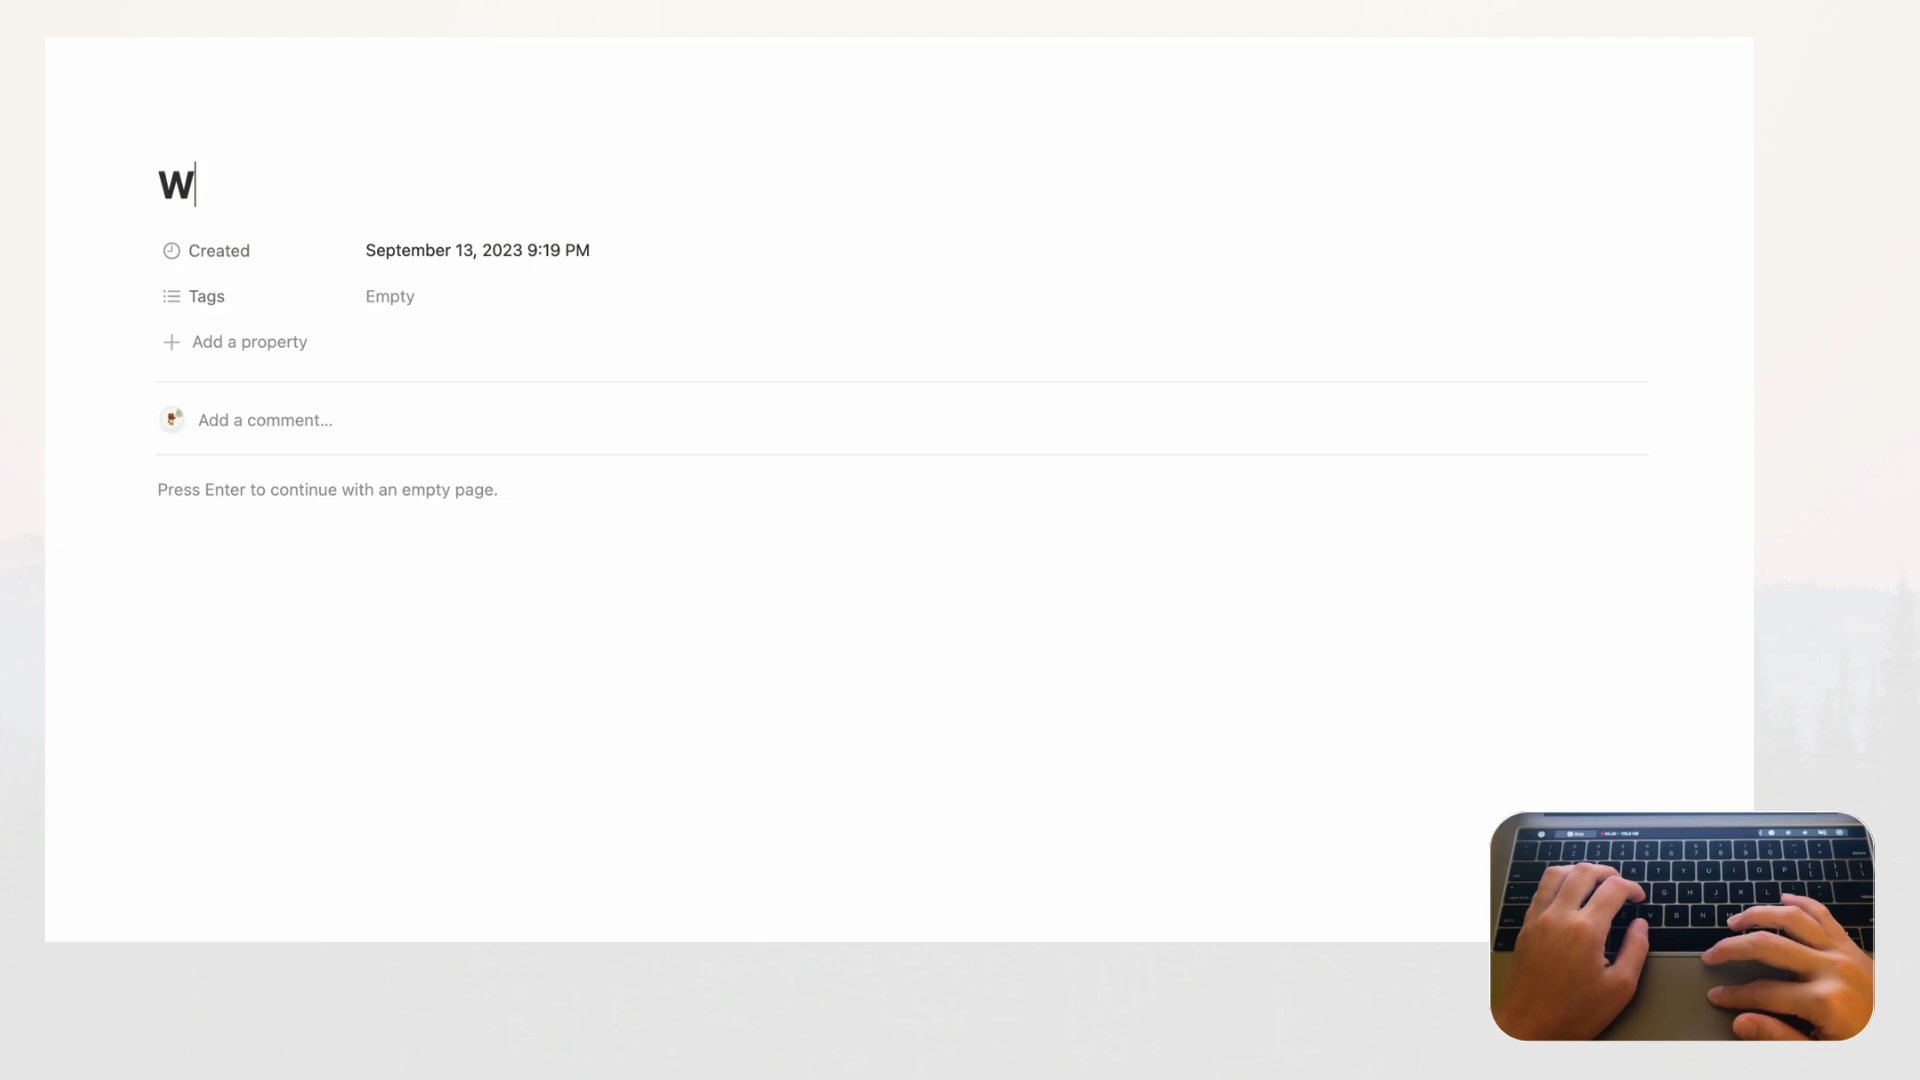 W
Created September 13, 2023 9:19 PM
Tags Empty
Add a property
Add a comment...
Press Enter to continue with an empty page.
R T Y U I O P
G H J K L
C V B N M